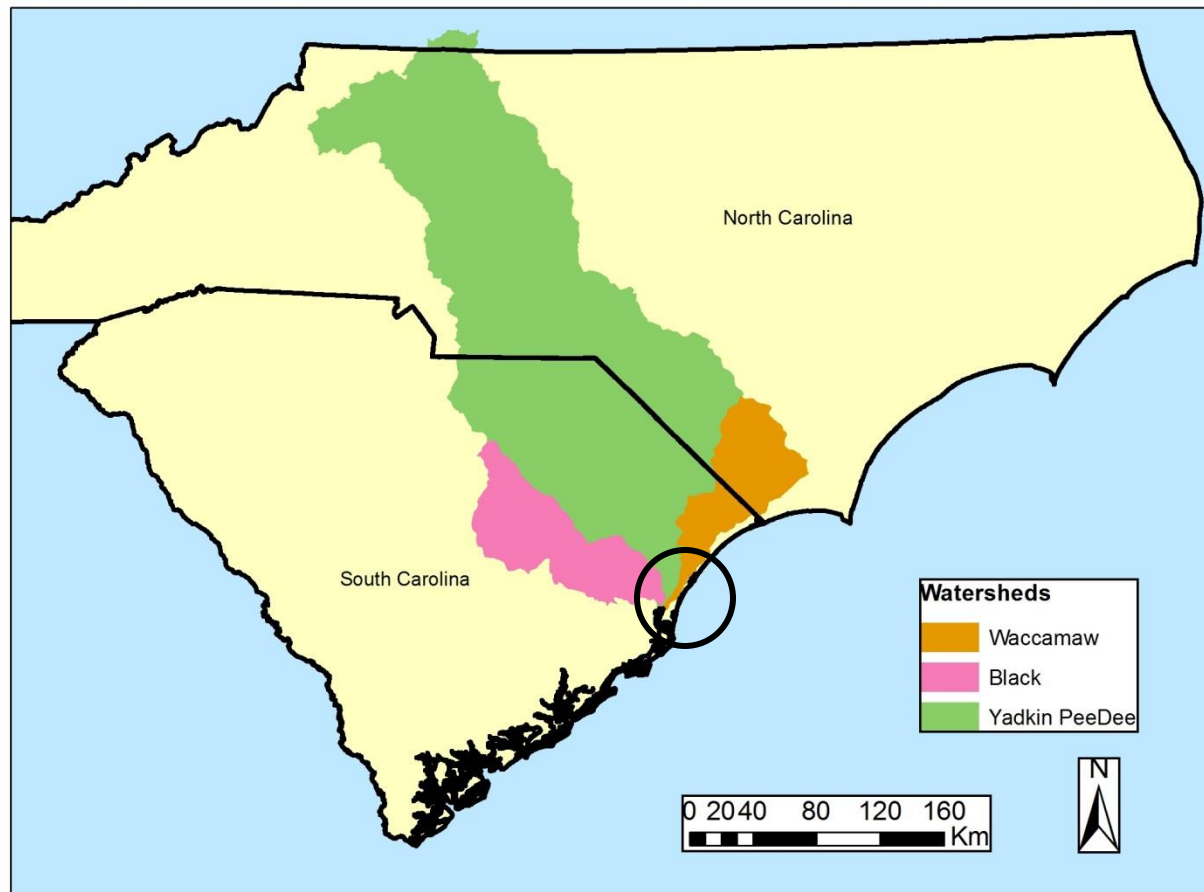 North Carolina
South Carolina
Watersheds
Waccamaw
Black
Yadkin PeeDee
0 20 40 80 120 160
Km
N